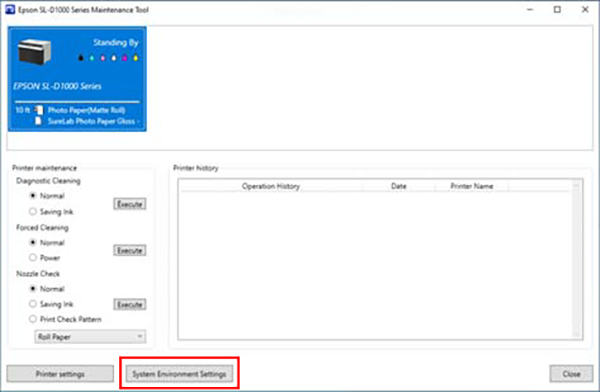 Epson SL-D1000 Series Maintenance Tool
Standing By
EPSON SL-D1000 Series
10 ft Photo Paper(Matte Roll)
SureLab Photo Paper Gloss -
Printer maintenance
Diagnostic Cleaning
Normal
Saving Ink
Execute
Forced Cleaning
Normal
Power
Execute
Nozzle Check
Normal
Saving Ink
Execute
Print Check Pattern
Roll Paper
Printer history
Operation History Date Printer Name
Printer settings
System Environment Settings
Close